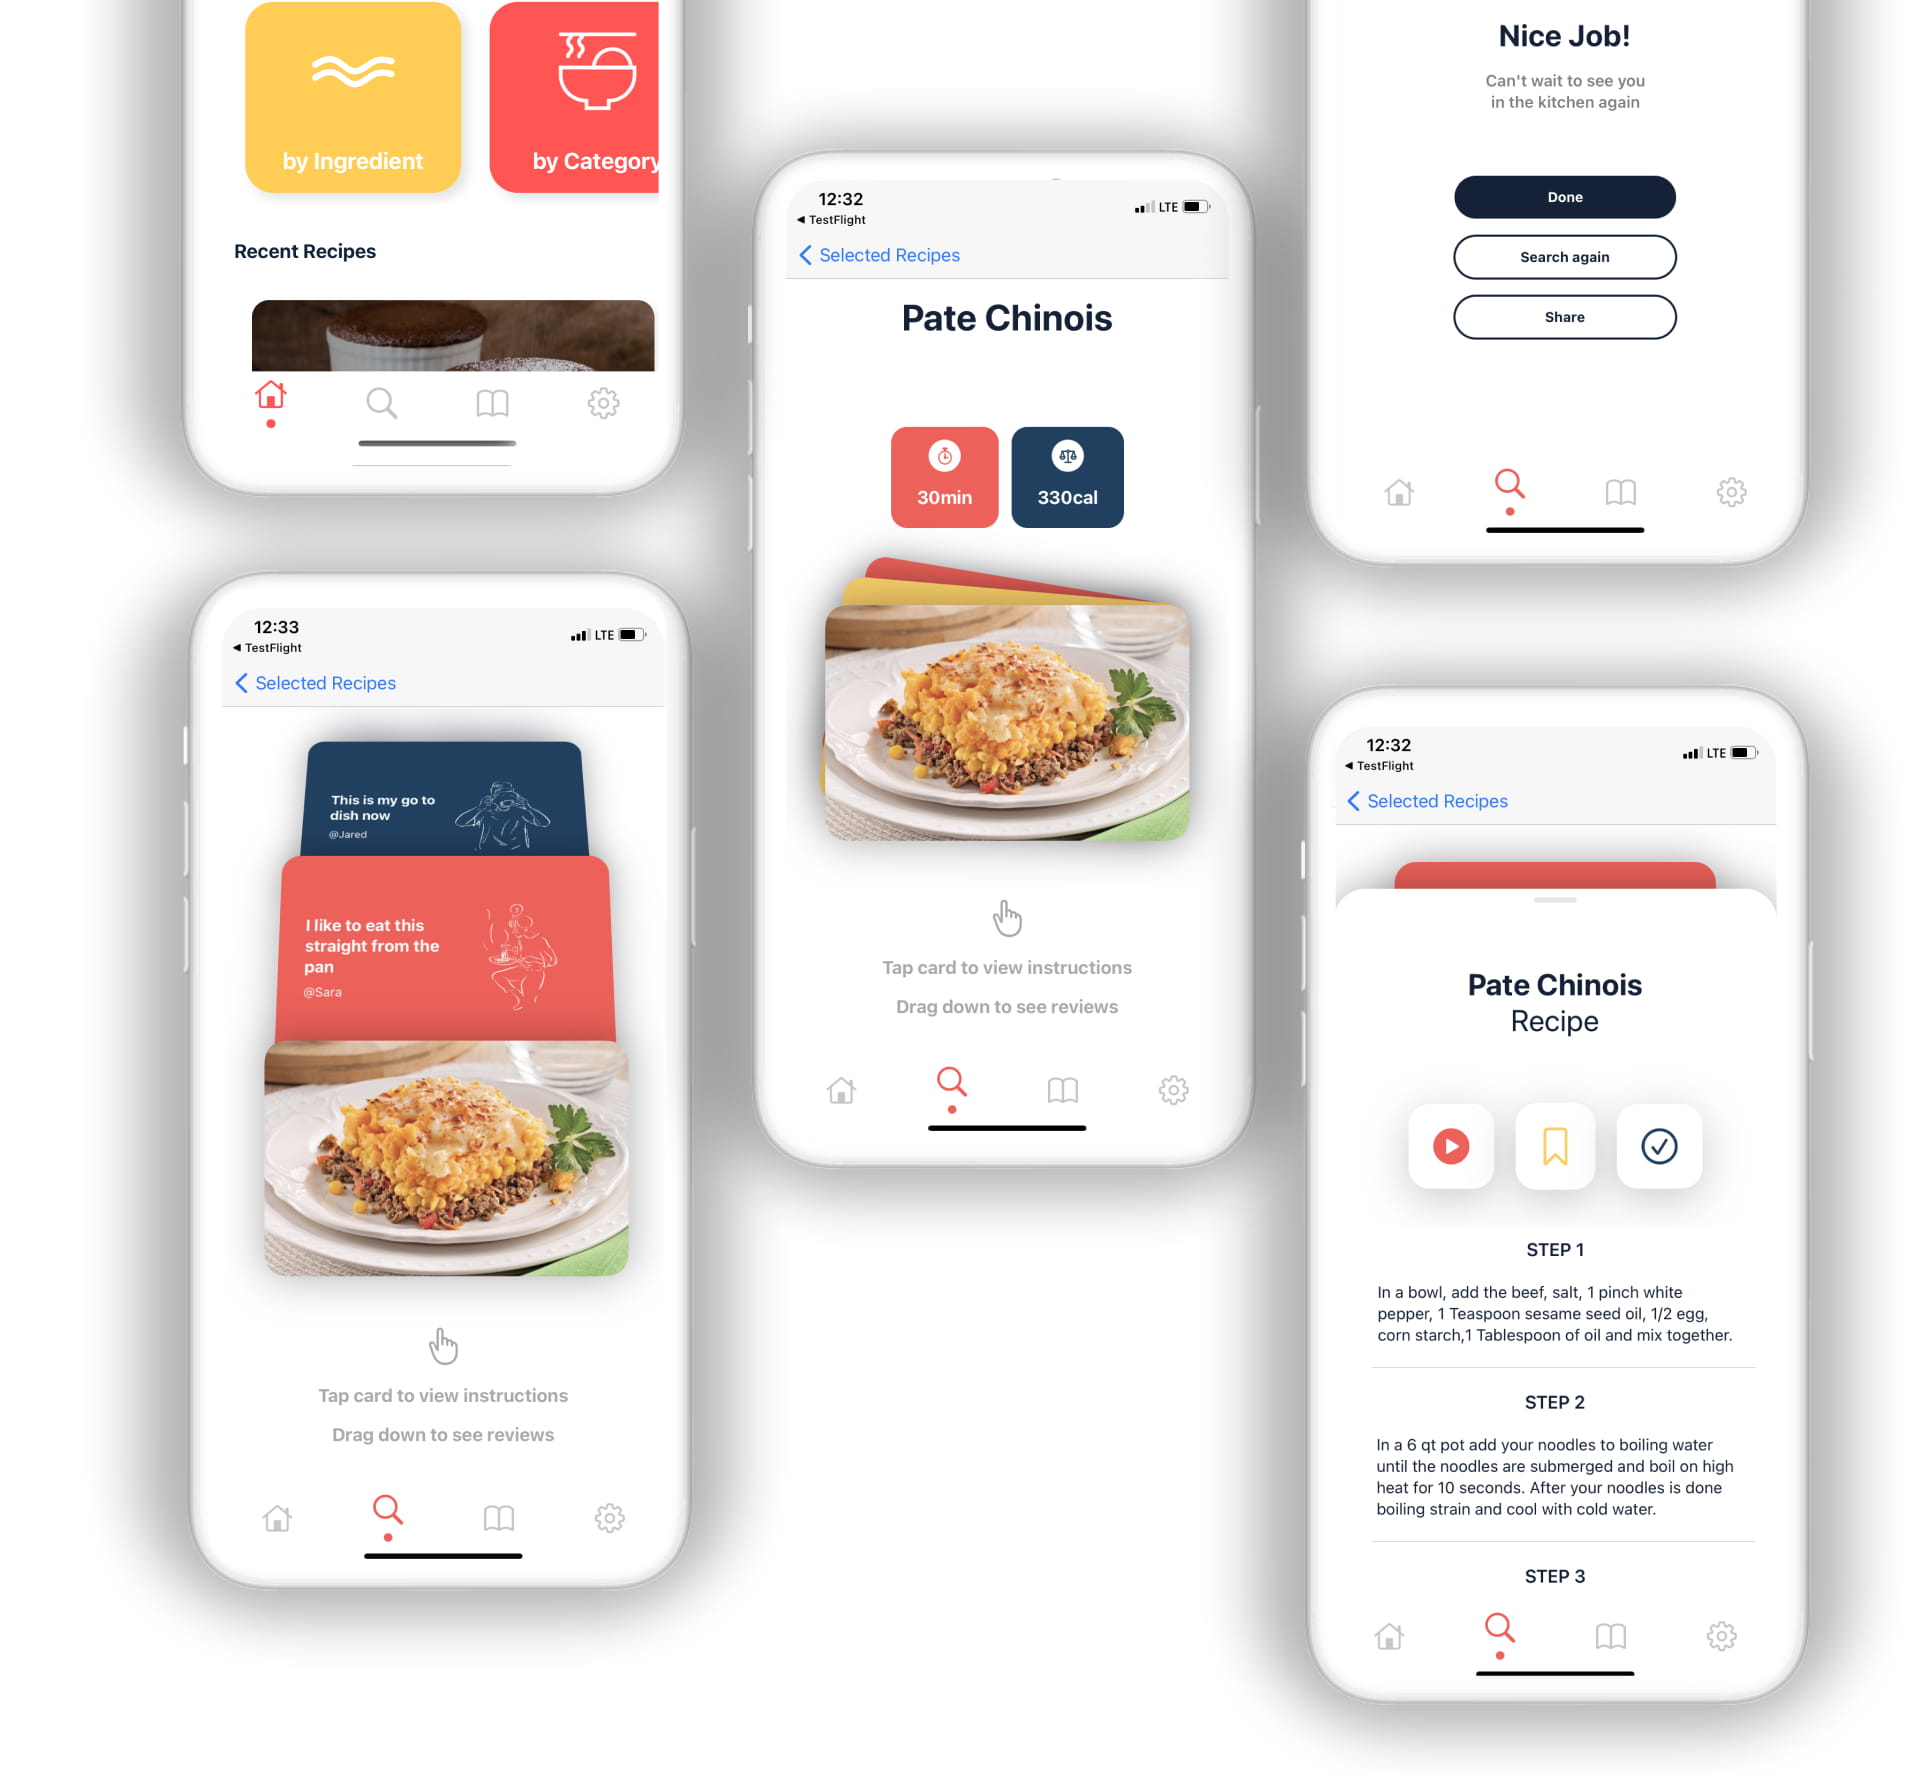 by Ingredient
by Category
Recent Recipes
12:33
◀ TestFlight
LTE
Selected Recipes
This is my go to
dish now
@Jared
I like to eat this
straight from the
pan
@Sara
Tap card to view instructions
Drag down to see reviews
12:32
◀ TestFlight
LTE
Selected Recipes
Pate Chinois
30min
330cal
Tap card to view instructions
Drag down to see reviews
Nice Job!
Can't wait to see you
in the kitchen again
Done
Search again
Share
12:32
◀ TestFlight
LTE
Selected Recipes
Pate Chinois
Recipe
STEP 1
In a bowl, add the beef, salt, 1 pinch white
pepper, 1 Teaspoon sesame seed oil, 1/2 egg,
corn starch,1 Tablespoon of oil and mix together.
STEP 2
In a 6 qt pot add your noodles to boiling water
until the noodles are submerged and boil on high
heat for 10 seconds. After your noodles is done
boiling strain and cool with cold water.
STEP 3